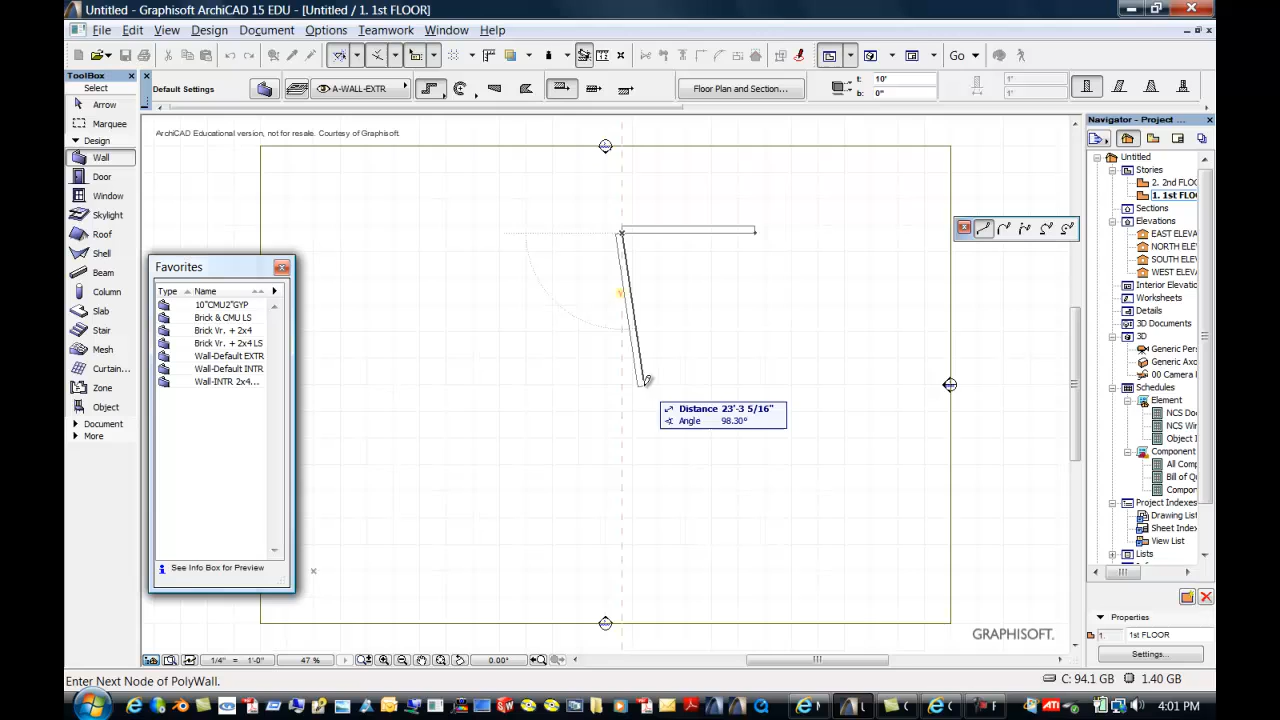 Untitled - Graphisoft ArchiCAD 15 EDU - [Untitled / 1. 1st FLOOR]
File Edit View Design Document Options Teamwork Window Help
Go
ToolBox
Select
Arrow
Marquee
Design
Wall
Door
Window
Skylight
Roof
Shell
Beam
Column
Slab
Stair
Mesh
Curtain...
Zone
Object
Document
More
Default Settings
A-WALL-EXTR
Floor Plan and Section...
t: 10'
b: 0"
1"
1"
ArchiCAD Educational version, not for resale. Courtesy of Graphisoft.
Favorites
Type Name
10"CMU2"GYP
Brick & CMU LS
Brick Vr. + 2x4
Brick Vr. + 2x4 LS
Wall-Default EXTR
Wall-Default INTR
Wall-INTR 2x4...
See Info Box for Preview
Distance 23'-3 5/16"
Angle 98.30°
GRAPHISOFT.
Navigator - Project ...
Untitled
Stories
2. 2nd FLO
1. 1st FLO
Sections
Elevations
EAST ELEVA
NORTH ELEV
SOUTH ELEV
WEST ELEVA
Interior Elevatio
Worksheets
Details
3D Documents
3D
Generic Pers
Generic Axo
00 Camera
Schedules
Element
NCS Do
NCS Win
Object I
Component
All Comp
Bill of Qu
Compon
Project Indexes
Drawing List
Sheet Index
View List
Lists
Properties
1. 1st FLOOR
Settings...
1/4" = 1'-0" 47 % 0.00°
Enter Next Node of PolyWall.
C: 94.1 GB 1.40 GB
4:01 PM